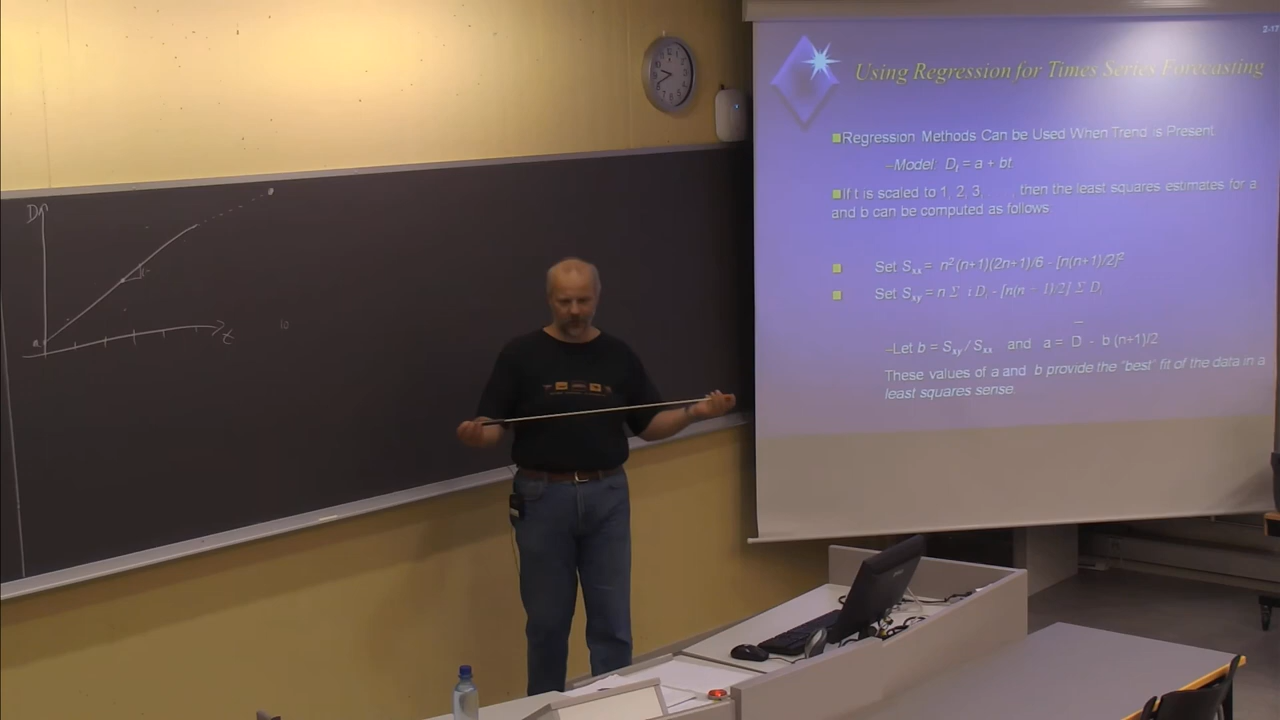 2-17
Using Regression for Times Series Forecasting
Regression Methods Can be Used When Trend is Present.
–Model: Dt = a + bt.
If t is scaled to 1, 2, 3, , then the least squares estimates for a
and b can be computed as follows:
Set Sxx = n²(n+1)(2n+1)/6 - [n(n+1)/2]²
Set Sxy = n Σ i Di - [n(n + 1)/2] Σ Di
–Let b = Sxy / Sxx and a = D̄ - b (n+1)/2
These values of a and b provide the "best" fit of the data in a
least squares sense.
a
t
10